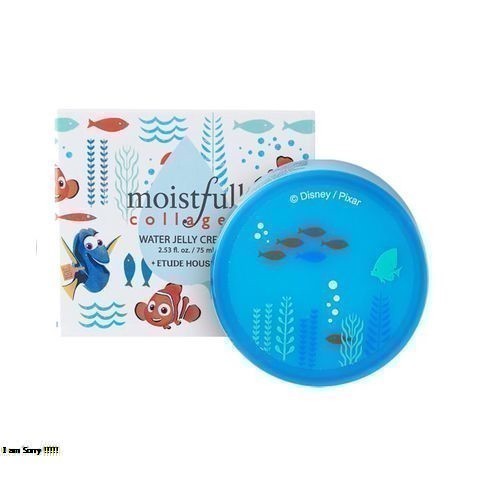 moistfull
collage
WATER JELLY CRE
2.53 fl. oz. / 75 ml
+ ETUDE HOUS
© Disney / Pixar
I am Sorry !!!!!